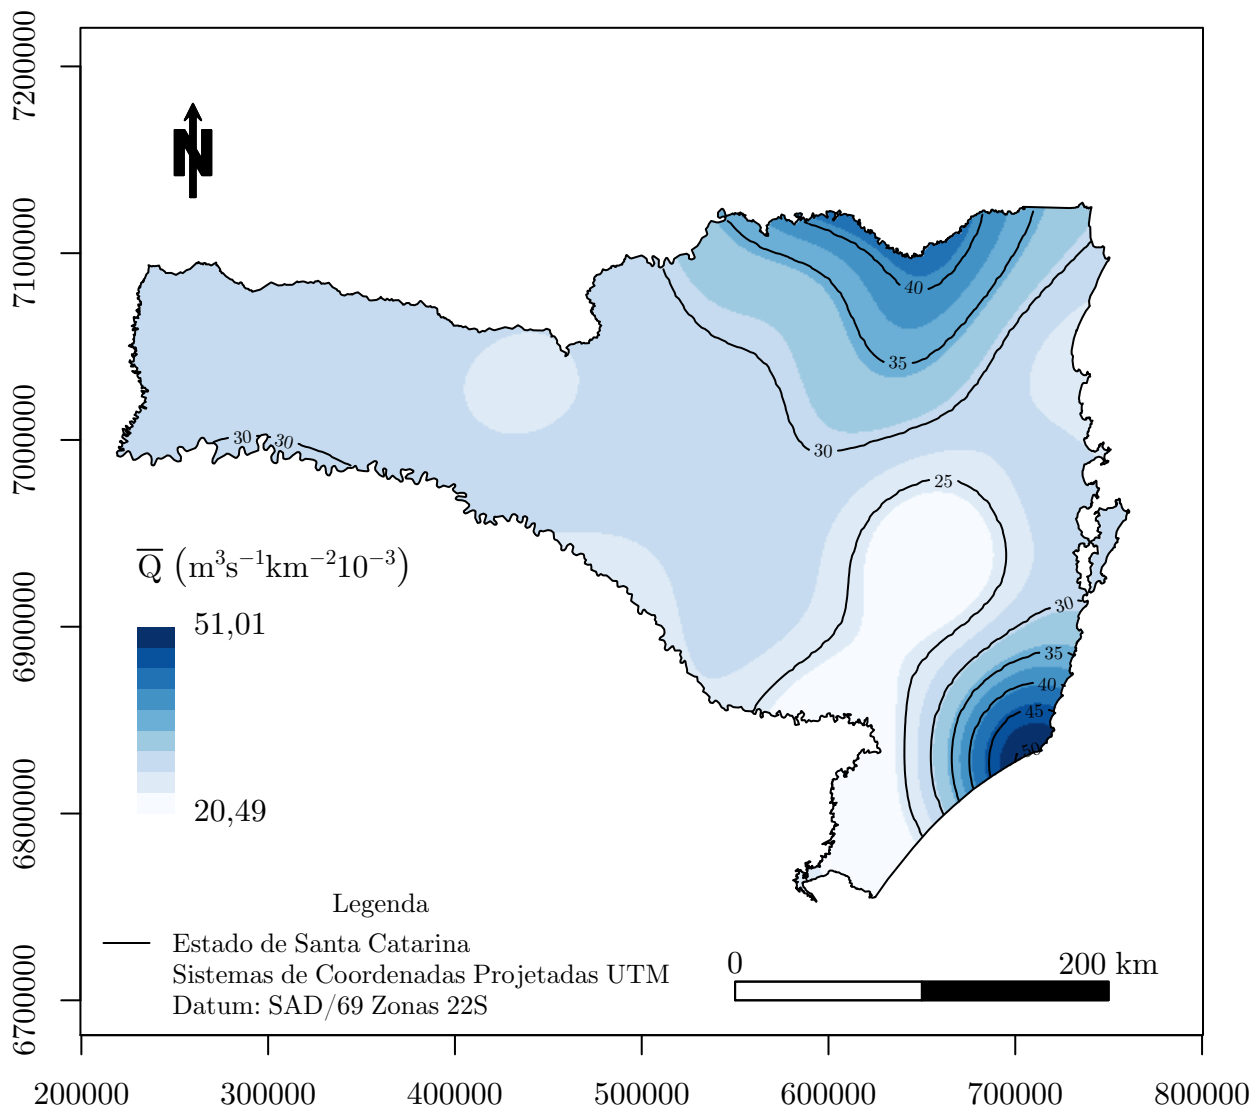 7200000
N
7100000
40
35
30
7000000
30
30
25
Q (m³s⁻¹km⁻²10⁻³)
51,01
30
6900000
35
40
45
50
20,49
6800000
Legenda
Estado de Santa Catarina
Sistemas de Coordenadas Projetadas UTM
Datum: SAD/69 Zonas 22S
0 200 km
6700000
200000 300000 400000 500000 600000 700000 800000